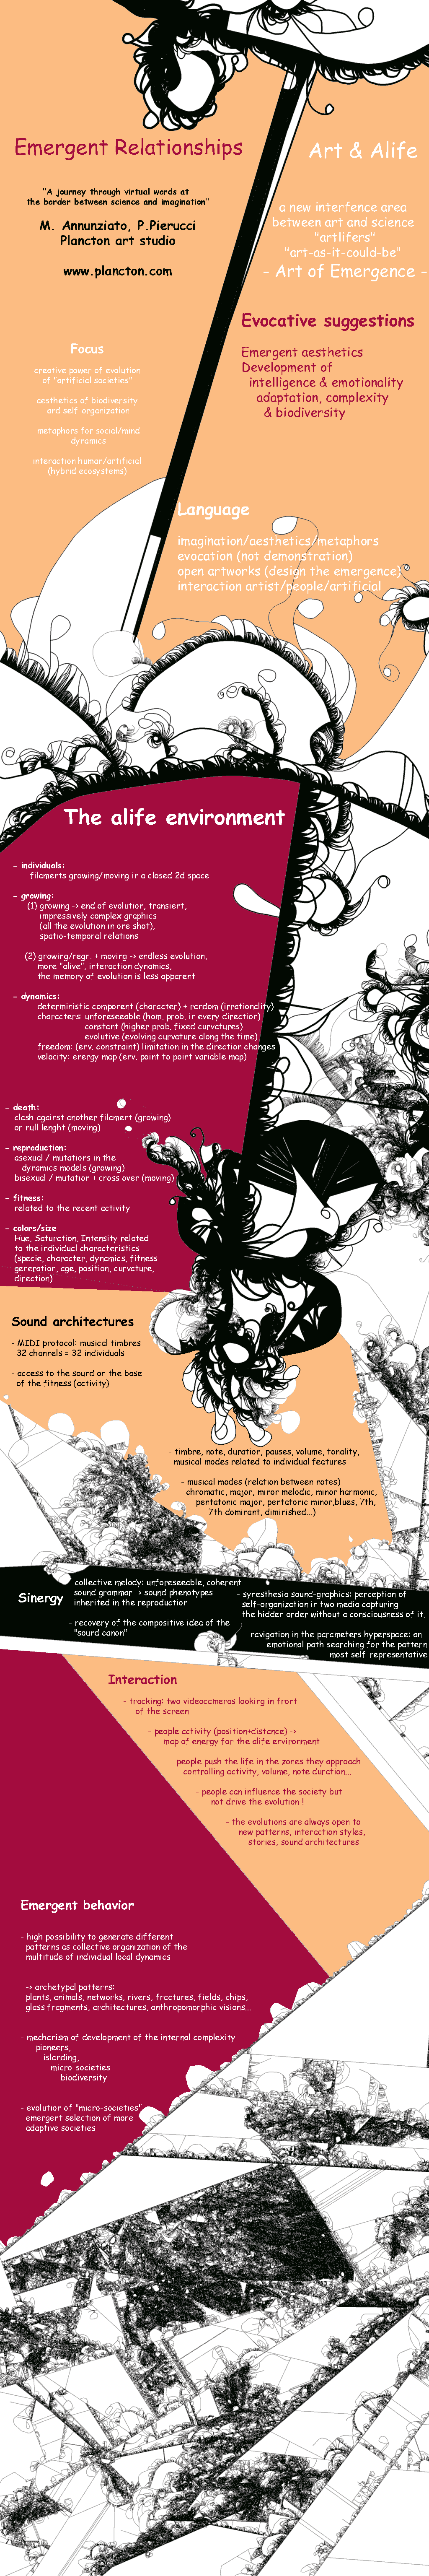 Emergent Relationships
"A journey through virtual words at
the border between science and imagination"
M. Annunziato, P.Pierucci
Plancton art studio
www.plancton.com
Art & Alife
a new interfence area
between art and science
"artlifers"
"art-as-it-could-be"
- Art of Emergence -
Evocative suggestions
Emergent aesthetics
Development of
intelligence & emotionality
adaptation, complexity
& biodiversity
Focus
creative power of evolution
of "artificial societies"
aesthetics of biodiversity
and self-organization
metaphors for social/mind
dynamics
interaction human/artificial
(hybrid ecosystems)
Language
imagination/aesthetics/metaphors
evocation (not demonstration)
open artworks (design the emergence)
interaction artist/people/artificial
The alife environment
- individuals:
filaments growing/moving in a closed 2d space
- growing:
(1) growing -> end of evolution, transient,
impressively complex graphics
(all the evolution in one shot),
spatio-temporal relations
(2) growing/regr. + moving -> endless evolution,
more "alive", interaction dynamics,
the memory of evolution is less apparent
- dynamics:
deterministic component (character) + random (irrationality)
characters: unforeseeable (hom. prob. in every direction)
constant (higher prob. fixed curvatures)
evolutive (evolving curvature along the time)
freedom: (env. constraint) limitation in the direction changes
velocity: energy map (env. point to point variable map)
- death:
clash against another filament (growing)
or null lenght (moving)
- reproduction:
asexual / mutations in the
dynamics models (growing)
bisexual / mutation + cross over (moving)
- fitness:
related to the recent activity
- colors/size
Hue, Saturation, Intensity related
to the individual characteristics
(specie, character, dynamics, fitness
generation, age, position, curvature,
direction)
Sound architectures
- MIDI protocol: musical timbres
32 channels = 32 individuals
- access to the sound on the base
of the fitness (activity)
- timbre, note, duration, pauses, volume, tonality,
musical modes related to individual features
- musical modes (relation between notes)
chromatic, major, minor melodic, minor harmonic,
pentatonic major, pentatonic minor,blues, 7th,
7th dominant, diminished...)
Sinergy
- collective melody: unforeseeable, coherent
sound grammar -> sound phenotypes
inherited in the reproduction
- recovery of the compositive idea of the
"sound canon"
- synesthesia sound-graphics: perception of
self-organization in two media capturing
the hidden order without a consciousness of it.
- navigation in the parameters hyperspace: an
emotional path searching for the pattern
most self-representative
Interaction
- tracking: two videocameras looking in front
of the screen
- people activity (position+distance) ->
map of energy for the alife environment
- people push the life in the zones they approach
controlling activity, volume, note duration...
- people can influence the society but
not drive the evolution !
- the evolutions are always open to
new patterns, interaction styles,
stories, sound architectures
Emergent behavior
- high possibility to generate different
patterns as collective organization of the
multitude of individual local dynamics
-> archetypal patterns:
plants, animals, networks, rivers, fractures, fields, chips,
glass fragments, architectures, anthropomorphic visions...
- mechanism of development of the internal complexity
pioneers,
islanding,
micro-societies
biodiversity
- evolution of "micro-societies"
emergent selection of more
adaptive societies